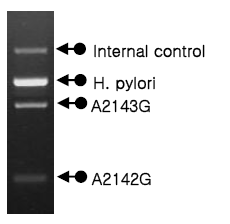 Internal control
H. pylori
A2143G
A2142G